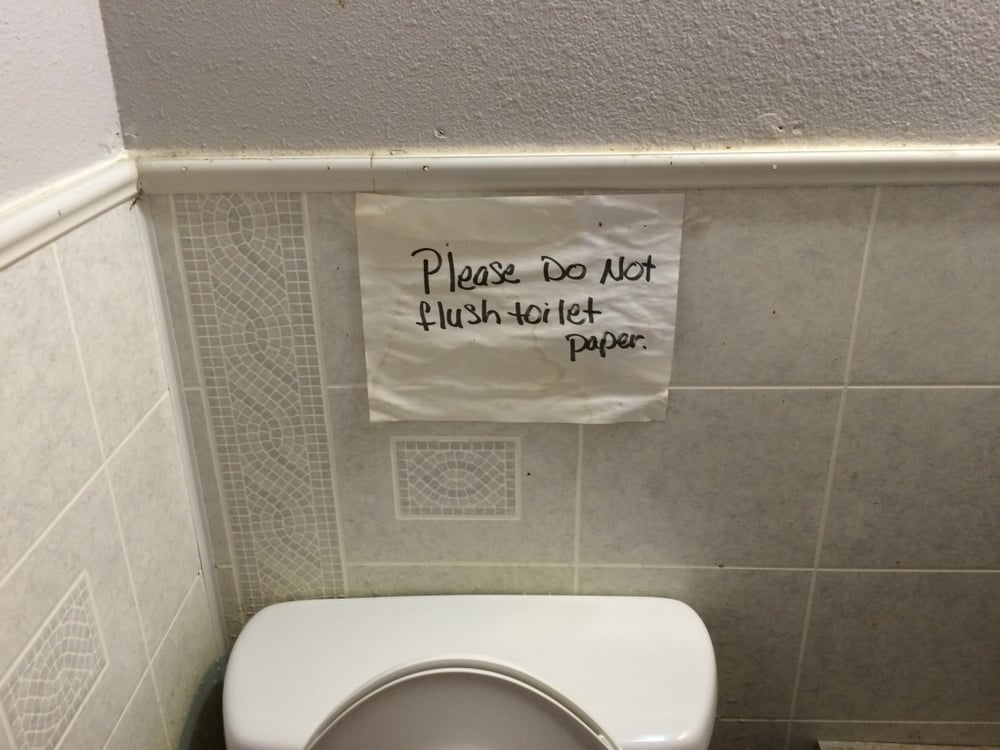 Please Do Not
flush toilet
paper.